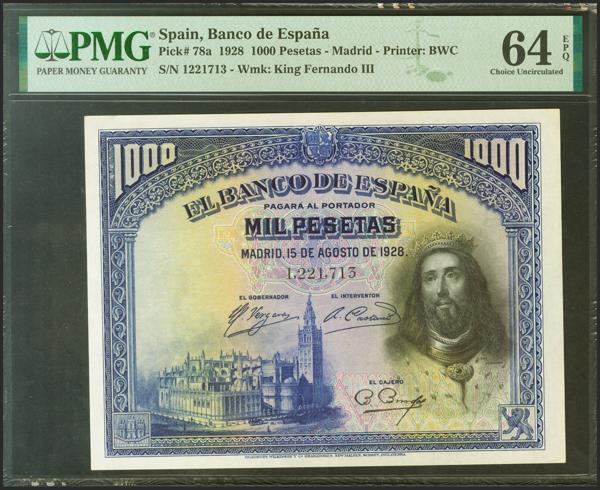 PMG
PAPER MONEY GUARANTY
Spain, Banco de España
Pick# 78a 1928 1000 Pesetas - Madrid - Printer: BWC
S/N 1221713 - Wmk: King Fernando III
64 EPQ
Choice Uncirculated
1000 1000
EL BANCO DE ESPAÑA
PAGARÁ AL PORTADOR
MIL PESETAS
MADRID, 15 DE AGOSTO DE 1928.
1,221,713
EL GOBERNADOR EL INTERVENTOR
EL CAJERO